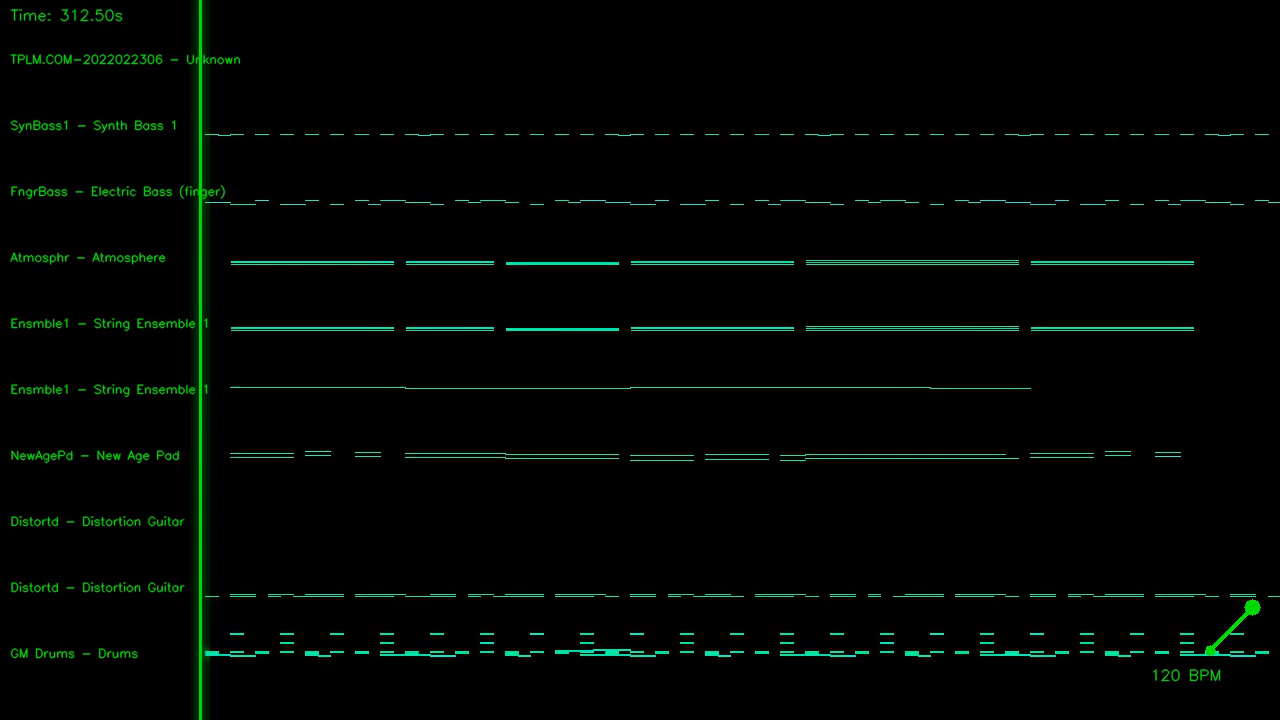 Time: 312.50s
TPLM.COM-2022022306 - Unknown
SynBass1 - Synth Bass 1
FngrBass - Electric Bass (finger)
Atmosphr - Atmosphere
Ensmble1 - String Ensemble 1
Ensmble1 - String Ensemble 1
NewAgePd - New Age Pad
Distortd - Distortion Guitar
Distortd - Distortion Guitar
GM Drums - Drums
120 BPM